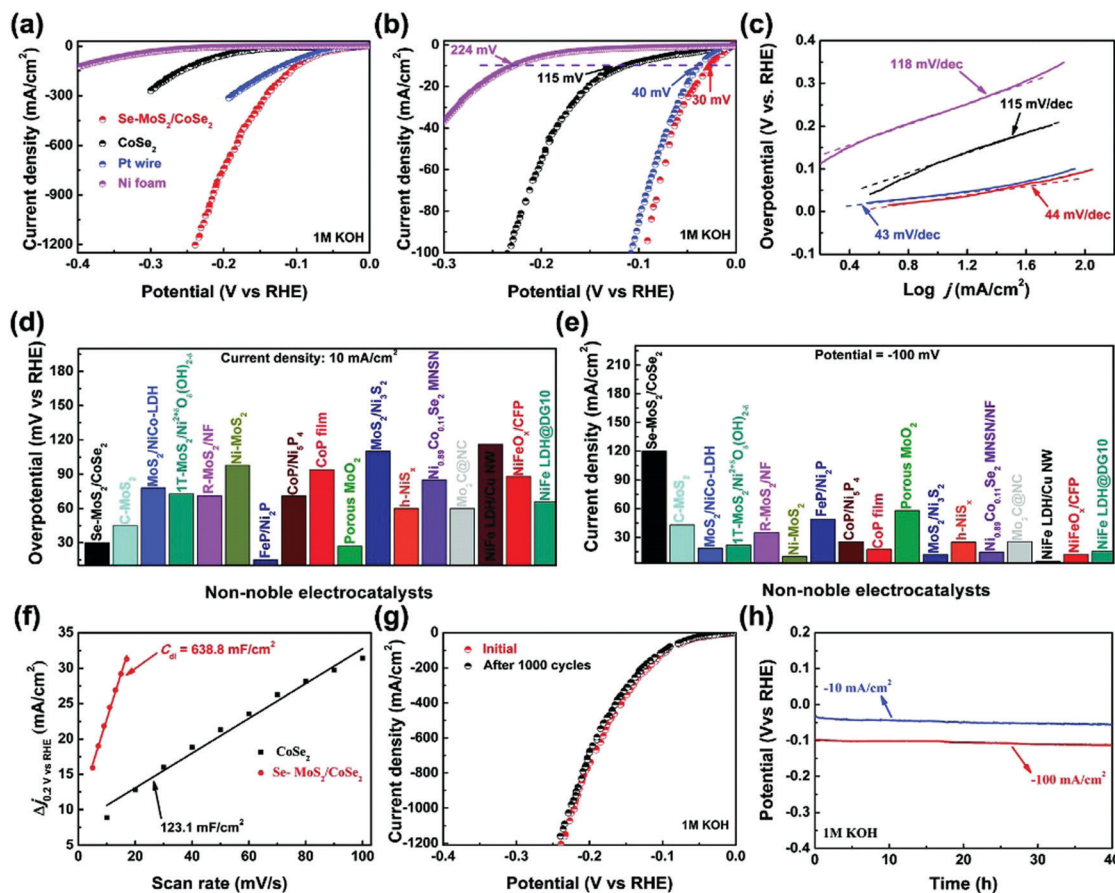 (a)
0
-300
-600
-900
-1200
Current density (mA/cm²)
Se-MoS₂/CoSe₂
CoSe₂
Pt wire
Ni foam
1M KOH
-0.4 -0.3 -0.2 -0.1 0.0
Potential (V vs RHE)
(b)
0
-20
-40
-60
-80
-100
Current density (mA/cm²)
224 mV
115 mV
40 mV
30 mV
1M KOH
-0.3 -0.2 -0.1 0.0
Potential (V vs RHE)
(c)
0.4
0.3
0.2
0.1
0.0
0.1
Overpotential (V vs. RHE)
118 mV/dec
115 mV/dec
43 mV/dec
44 mV/dec
0.4 0.8 1.2 1.6 2.0
Log j (mA/cm²)
(d)
180
150
120
90
60
30
Overpotential (mV vs RHE)
Current density: 10 mA/cm²
Se-MoS₂/CoSe₂
C-MoS₂
MoS₂/NiCo-LDH
1T-MoS₂/Ni²⁺ᵟOδ(OH)₂₋δ
R-MoS₂/NF
Ni-MoS₂
FeP/Ni₂P
CoP/Ni₅P₄
CoP film
Porous MoO₂
MoS₂/Ni₃S₂
h-NiSₓ
Ni₀.₈₉Co₀.₁₁Se₂ MNSN
Mo₂C@NC
NiFe LDH/Cu NW
NiFeOₓ/CFP
NiFe LDH@DG10
Non-noble electrocatalysts
(e)
210
180
150
120
90
60
30
Current density (mA/cm²)
Potential = -100 mV
Se-MoS₂/CoSe₂
C-MoS₂
MoS₂/NiCo-LDH
1T-MoS₂/Ni²⁺ᵟOδ(OH)₂₋δ
R-MoS₂/NF
Ni-MoS₂
FeP/Ni₂P
CoP/Ni₅P₄
CoP film
Porous MoO₂
MoS₂/Ni₃S₂
h-NiSₓ
Ni₀.₈₉Co₀.₁₁Se₂ MNSN/NF
Mo₂C@NC
NiFe LDH/Cu NW
NiFeOₓ/CFP
NiFe LDH@DG10
Non-noble electrocatalysts
(f)
35
30
25
20
15
10
5
Δj0.2 V vs RHE (mA/cm²)
Cdl = 638.8 mF/cm²
CoSe₂
Se- MoS₂/CoSe₂
123.1 mF/cm²
0 20 40 60 80 100
Scan rate (mV/s)
(g)
0
-200
-400
-600
-800
-1000
-1200
Current density (mA/cm²)
Initial
After 1000 cycles
1M KOH
-0.4 -0.3 -0.2 -0.1 0.0
Potential (V vs RHE)
(h)
0.2
0.1
0.0
-0.1
-0.2
-0.3
-0.4
Potential (Vvs RHE)
-10 mA/cm²
-100 mA/cm²
1M KOH
0 10 20 30 40
Time (h)